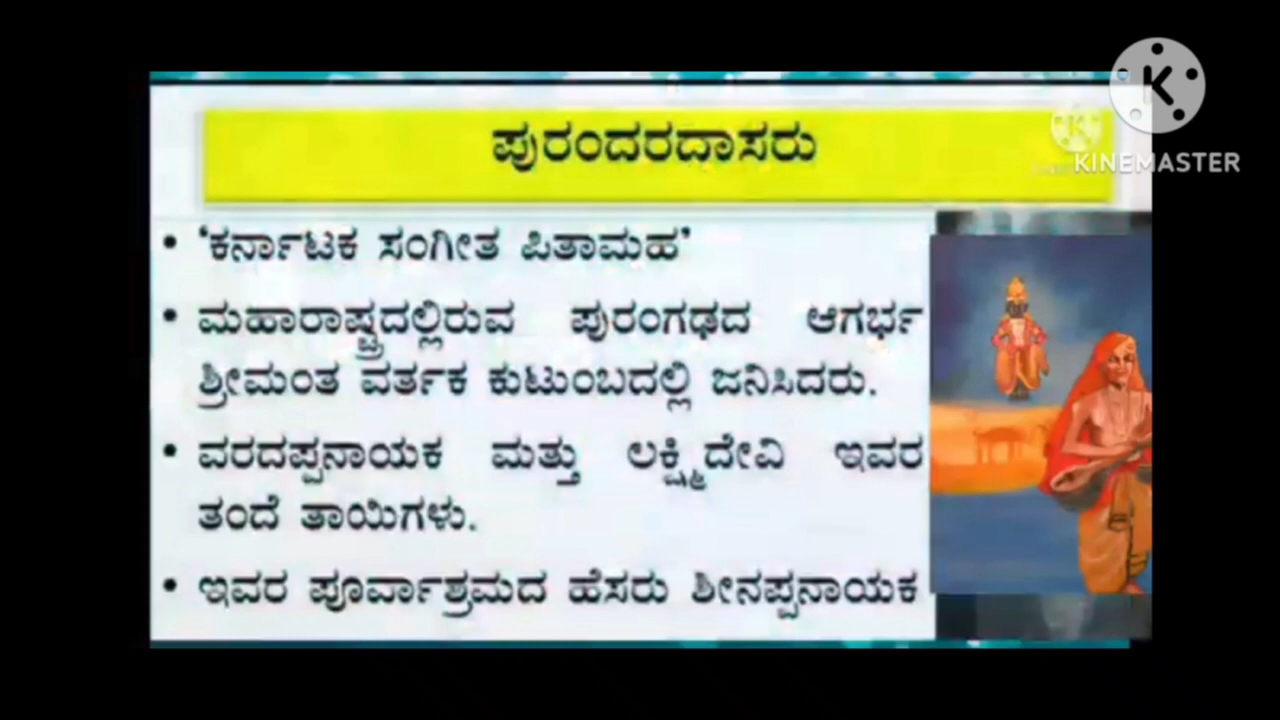 ಪುರಂದರದಾಸರು
KINEMASTER
• 'ಕರ್ನಾಟಕ ಸಂಗೀತ ಪಿತಾಮಹ'
• ಮಹಾರಾಷ್ಟ್ರದಲ್ಲಿರುವ ಪುರಂಗಢದ ಆಗರ್ಭ
ಶ್ರೀಮಂತ ವರ್ತಕ ಕುಟುಂಬದಲ್ಲಿ ಜನಿಸಿದರು.
• ವರದಪ್ಪನಾಯಕ ಮತ್ತು ಲಕ್ಷ್ಮಿದೇವಿ ಇವರ
ತಂದೆ ತಾಯಿಗಳು.
• ಇವರ ಪೂರ್ವಾಶ್ರಮದ ಹೆಸರು ಶೀನಪ್ಪನಾಯಕ